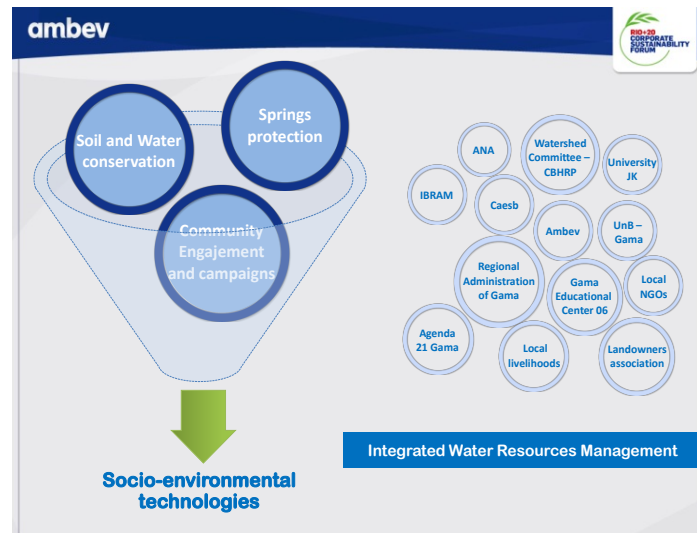 ambev
RIO+20
CORPORATE
SUSTAINABILITY
FORUM
Springs
protection
Soil and Water
conservation
Community
Engajement
and campaigns
Socio-environmental
technologies
ANA
Watershed
Committee –
CBHRP
University
JK
IBRAM
Caesb
Ambev
UnB –
Gama
Regional
Administration
of Gama
Gama
Educational
Center 06
Local
NGOs
Agenda
21 Gama
Local
livelihoods
Landowners
association
Integrated Water Resources Management